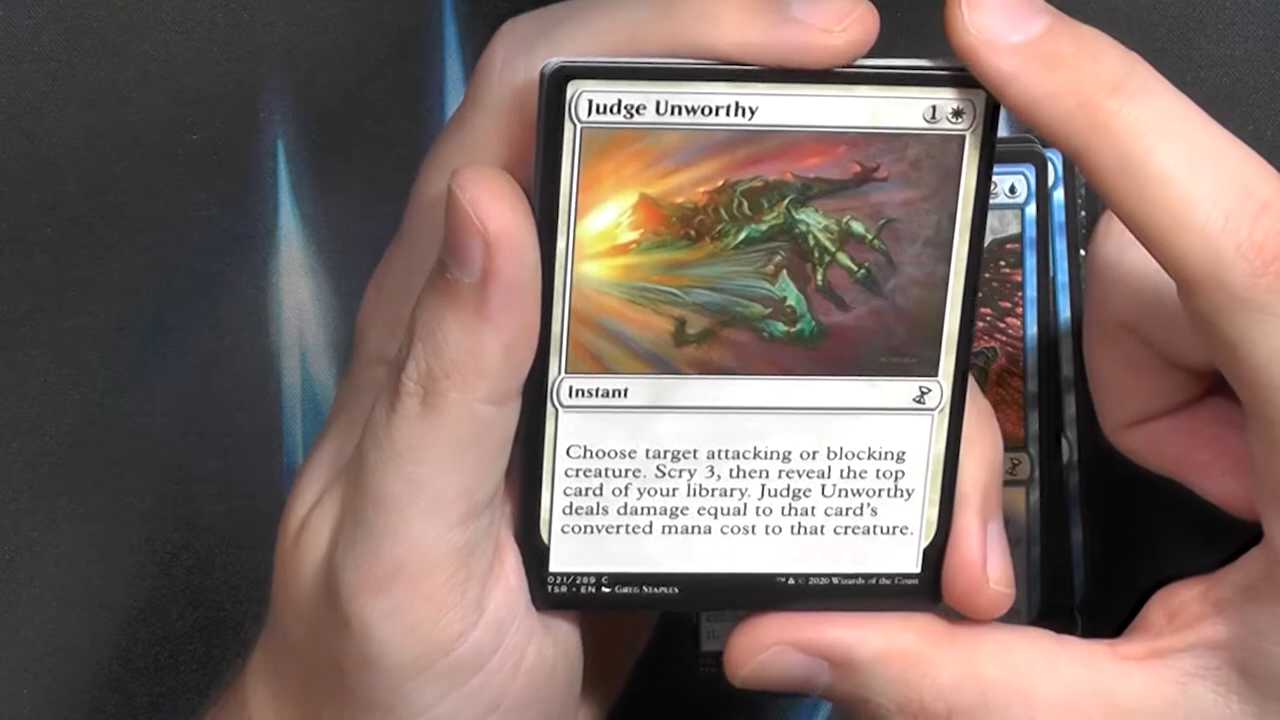 Judge Unworthy 1
Instant
Choose target attacking or blocking
creature. Scry 3, then reveal the top
card of your library. Judge Unworthy
deals damage equal to that card's
converted mana cost to that creature.
021/289 C
TSR • EN GREG STAPLES
™ & © 2020 Wizards of the Coast
2